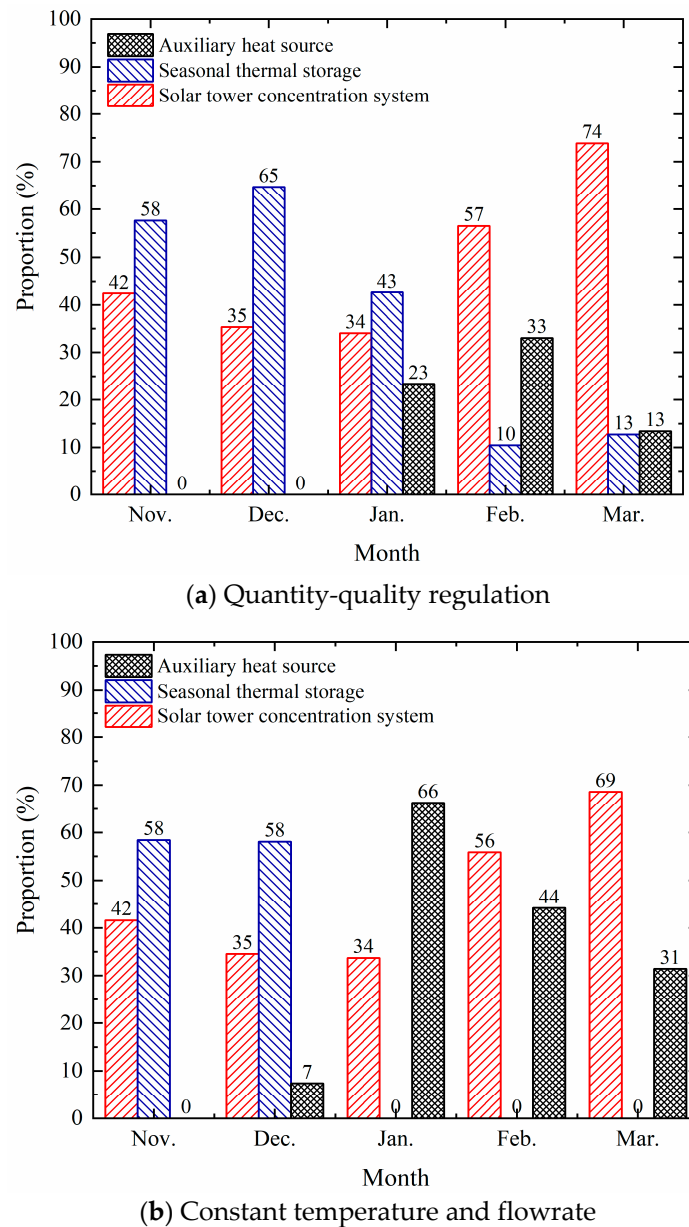 100
90
80
70
60
50
40
30
20
10
0
Proportion (%)
Auxiliary heat source
Seasonal thermal storage
Solar tower concentration system
42
58
0
35
65
0
34
43
23
57
10
33
74
13
13
Nov.
Dec.
Jan.
Feb.
Mar.
Month
(a) Quantity-quality regulation
100
90
80
70
60
50
40
30
20
10
0
Proportion (%)
Auxiliary heat source
Seasonal thermal storage
Solar tower concentration system
42
58
0
35
58
7
34
0
66
56
0
44
69
0
31
Nov.
Dec.
Jan.
Feb.
Mar.
Month
(b) Constant temperature and flowrate